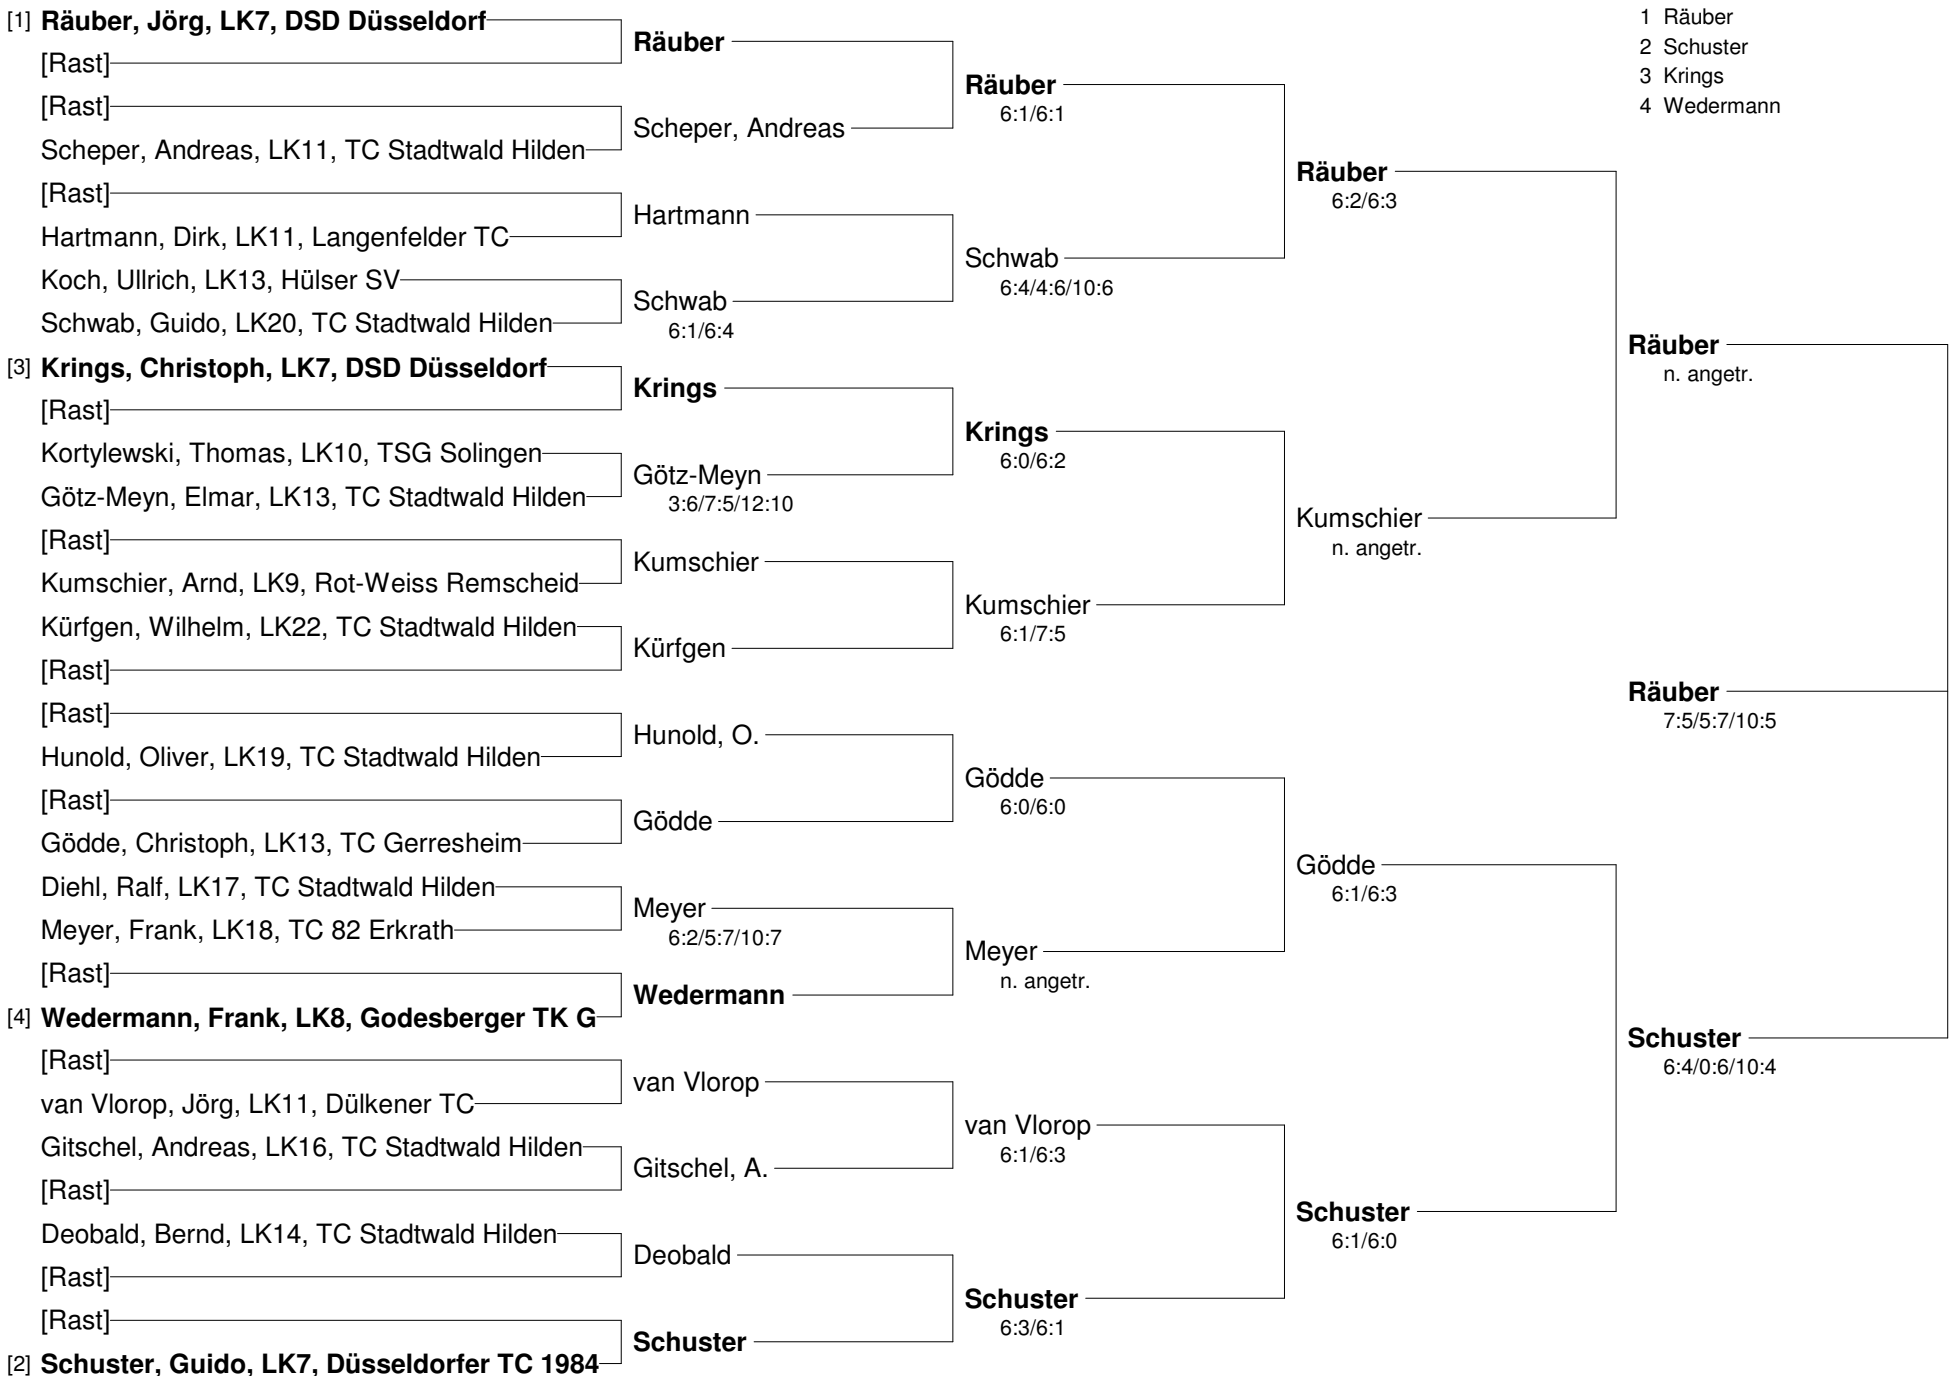 [1] Räuber, Jörg, LK7, DSD Düsseldorf
[Rast]
[Rast]
Scheper, Andreas, LK11, TC Stadtwald Hilden
[Rast]
Hartmann, Dirk, LK11, Langenfelder TC
Koch, Ullrich, LK13, Hülser SV
Schwab, Guido, LK20, TC Stadtwald Hilden
[3] Krings, Christoph, LK7, DSD Düsseldorf
[Rast]
Kortylewski, Thomas, LK10, TSG Solingen
Götz-Meyn, Elmar, LK13, TC Stadtwald Hilden
[Rast]
Kumschier, Arnd, LK9, Rot-Weiss Remscheid
Kürfgen, Wilhelm, LK22, TC Stadtwald Hilden
[Rast]
[Rast]
Hunold, Oliver, LK19, TC Stadtwald Hilden
[Rast]
Gödde, Christoph, LK13, TC Gerresheim
Diehl, Ralf, LK17, TC Stadtwald Hilden
Meyer, Frank, LK18, TC 82 Erkrath
[Rast]
[4] Wedermann, Frank, LK8, Godesberger TK G
[Rast]
van Vlorop, Jörg, LK11, Dülkener TC
Gitschel, Andreas, LK16, TC Stadtwald Hilden
[Rast]
Deobald, Bernd, LK14, TC Stadtwald Hilden
[Rast]
[Rast]
[2] Schuster, Guido, LK7, Düsseldorfer TC 1984
Räuber
Scheper, Andreas
Hartmann
Schwab
6:1/6:4
Krings
Götz-Meyn
3:6/7:5/12:10
Kumschier
Kürfgen
Hunold, O.
Gödde
Meyer
6:2/5:7/10:7
Wedermann
van Vlorop
Gitschel, A.
Deobald
Schuster
Räuber
6:1/6:1
Schwab
6:4/4:6/10:6
Krings
6:0/6:2
Kumschier
6:1/7:5
Gödde
6:0/6:0
Meyer
n. angetr.
van Vlorop
6:1/6:3
Schuster
6:3/6:1
Räuber
6:2/6:3
Kumschier
n. angetr.
Gödde
6:1/6:3
Schuster
6:1/6:0
Räuber
n. angetr.
Räuber
7:5/5:7/10:5
Schuster
6:4/0:6/10:4
1 Räuber
2 Schuster
3 Krings
4 Wedermann